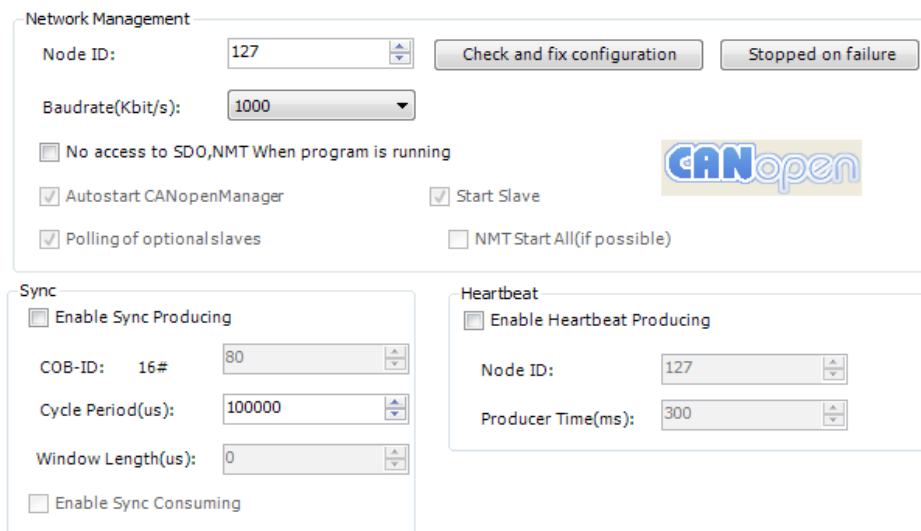 Network Management
Node ID: 127 Check and fix configuration Stopped on failure
Baudrate(Kbit/s): 1000
No access to SDO,NMT When program is running
CANopen
Autostart CANopenManager Start Slave
Polling of optional slaves NMT Start All(if possible)
Sync
Enable Sync Producing
COB-ID: 16# 80
Cycle Period(us): 100000
Window Length(us): 0
Enable Sync Consuming
Heartbeat
Enable Heartbeat Producing
Node ID: 127
Producer Time(ms): 300